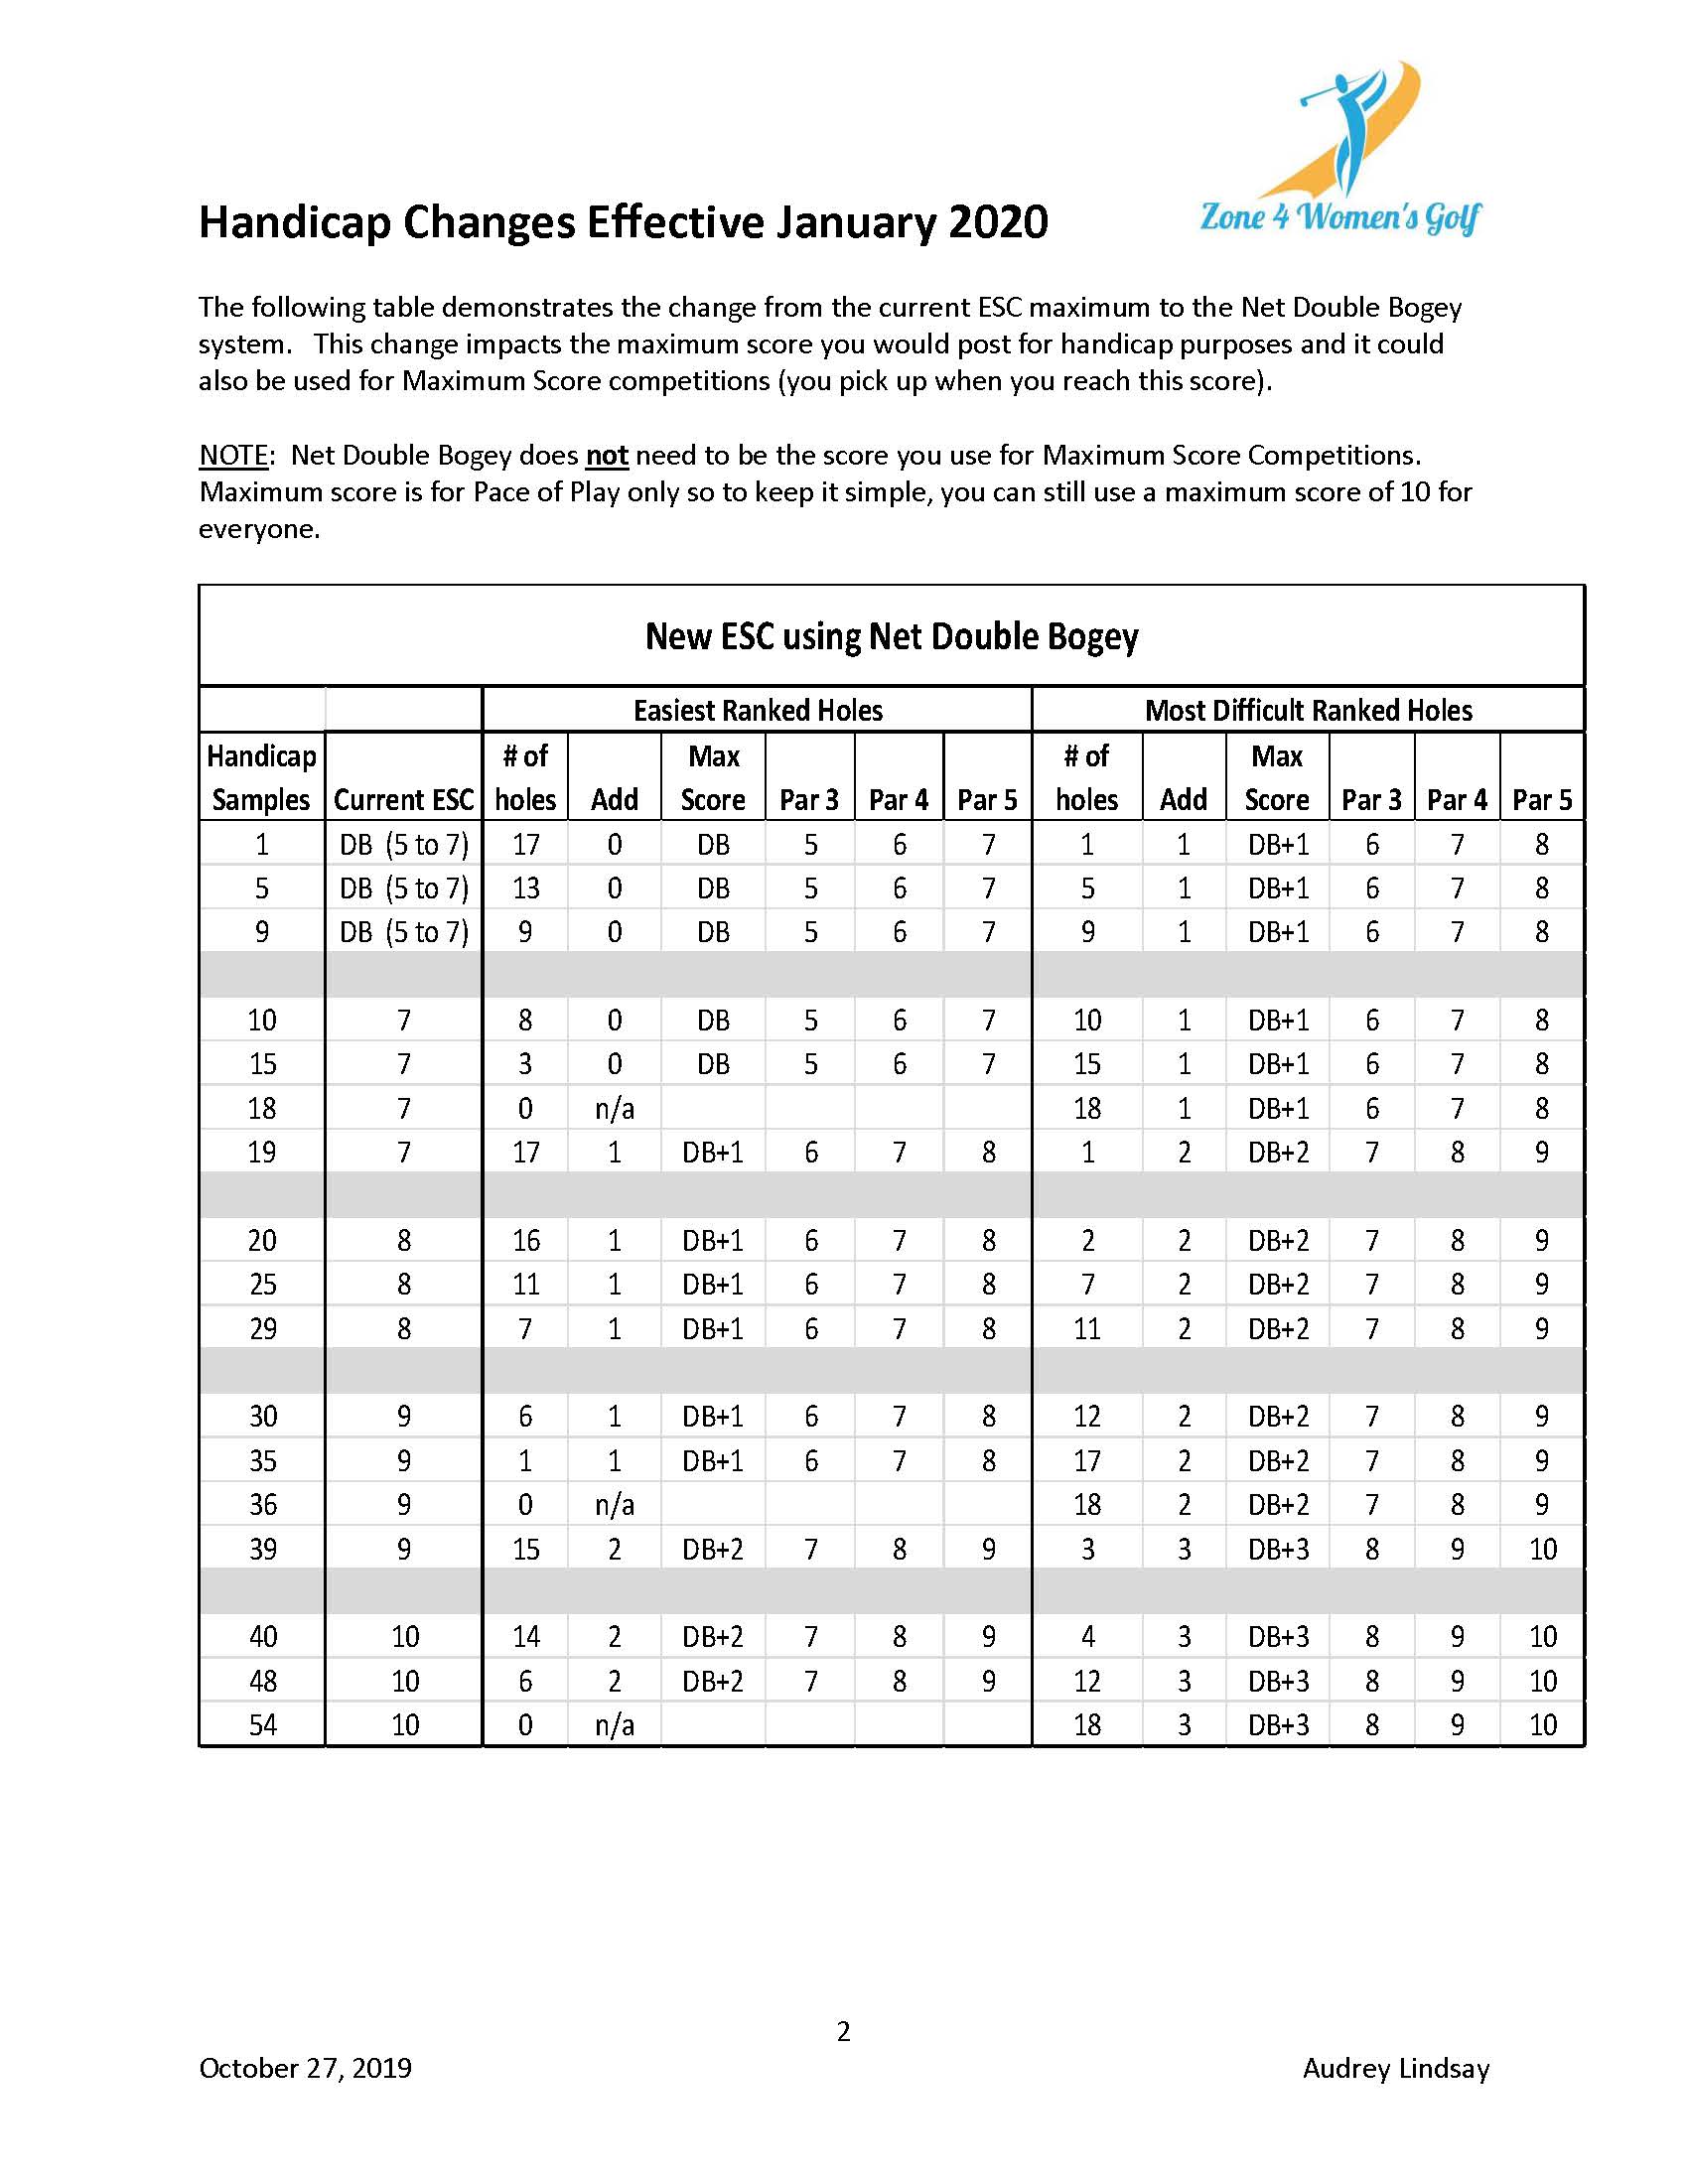 Zone 4 Women's Golf
Handicap Changes Effective January 2020
The following table demonstrates the change from the current ESC maximum to the Net Double Bogey
system.   This change impacts the maximum score you would post for handicap purposes and it could
also be used for Maximum Score competitions (you pick up when you reach this score).
NOTE:  Net Double Bogey does not need to be the score you use for Maximum Score Competitions.
Maximum score is for Pace of Play only so to keep it simple, you can still use a maximum score of 10 for
everyone.
New ESC using Net Double Bogey
Easiest Ranked Holes Most Difficult Ranked Holes
Handicap # of Max # of Max
Samples Current ESC holes Add Score Par 3 Par 4 Par 5 holes Add Score Par 3 Par 4 Par 5
1 DB (5 to 7) 17 0 DB 5 6 7 1 1 DB+1 6 7 8
5 DB (5 to 7) 13 0 DB 5 6 7 5 1 DB+1 6 7 8
9 DB (5 to 7) 9 0 DB 5 6 7 9 1 DB+1 6 7 8
10 7 8 0 DB 5 6 7 10 1 DB+1 6 7 8
15 7 3 0 DB 5 6 7 15 1 DB+1 6 7 8
18 7 0 n/a 18 1 DB+1 6 7 8
19 7 17 1 DB+1 6 7 8 1 2 DB+2 7 8 9
20 8 16 1 DB+1 6 7 8 2 2 DB+2 7 8 9
25 8 11 1 DB+1 6 7 8 7 2 DB+2 7 8 9
29 8 7 1 DB+1 6 7 8 11 2 DB+2 7 8 9
30 9 6 1 DB+1 6 7 8 12 2 DB+2 7 8 9
35 9 1 1 DB+1 6 7 8 17 2 DB+2 7 8 9
36 9 0 n/a 18 2 DB+2 7 8 9
39 9 15 2 DB+2 7 8 9 3 3 DB+3 8 9 10
40 10 14 2 DB+2 7 8 9 4 3 DB+3 8 9 10
48 10 6 2 DB+2 7 8 9 12 3 DB+3 8 9 10
54 10 0 n/a 18 3 DB+3 8 9 10
2
October 27, 2019 Audrey Lindsay